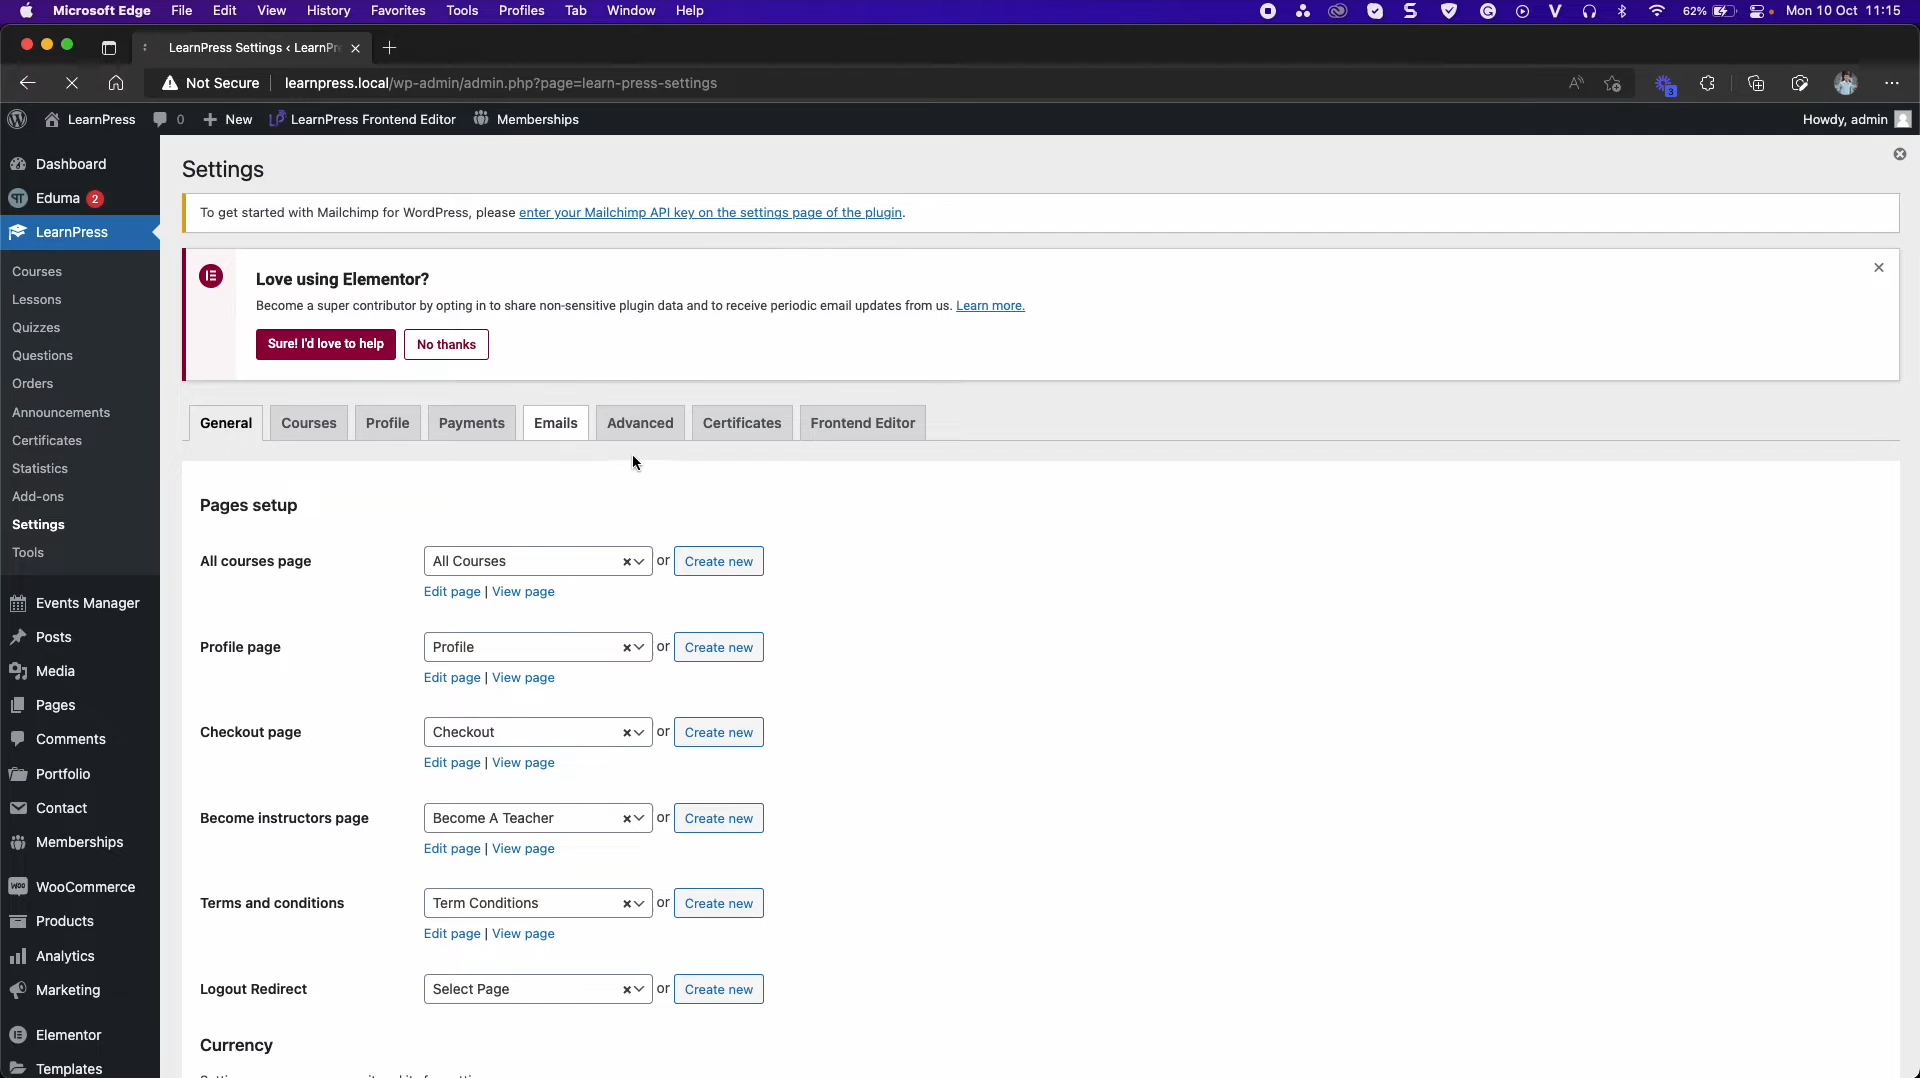 Microsoft Edge File Edit View History Favorites Tools Profiles Tab Window Help 62% Mon 10 Oct 11:15
LearnPress Settings ‹ LearnPr
Not Secure learnpress.local/wp-admin/admin.php?page=learn-press-settings
3
LearnPress 0 New LearnPress Frontend Editor Memberships Howdy, admin
Dashboard
Eduma 2
LearnPress
Courses
Lessons
Quizzes
Questions
Orders
Announcements
Certificates
Statistics
Add-ons
Settings
Tools
Events Manager
Posts
Media
Pages
Comments
Portfolio
Contact
Memberships
WooCommerce
Products
Analytics
Marketing
Elementor
Templates
Settings
To get started with Mailchimp for WordPress, please enter your Mailchimp API key on the settings page of the plugin.
Love using Elementor?
Become a super contributor by opting in to share non-sensitive plugin data and to receive periodic email updates from us. Learn more.
Sure! I'd love to help No thanks
General Courses Profile Payments Emails Advanced Certificates Frontend Editor
Pages setup
All courses page All Courses or Create new
Edit page | View page
Profile page Profile or Create new
Edit page | View page
Checkout page Checkout or Create new
Edit page | View page
Become instructors page Become A Teacher or Create new
Edit page | View page
Terms and conditions Term Conditions or Create new
Edit page | View page
Logout Redirect Select Page or Create new
Currency